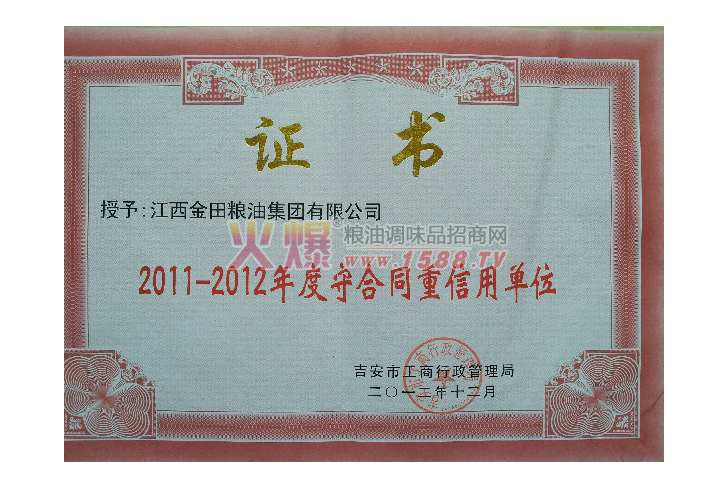 证 书
授予:江西金田粮油集团有限公司
火爆® 粮油调味品招商网
www.1588.TV
2011-2012年度守合同重信用单位
吉安市工商行政管理局
二〇一三年十二月